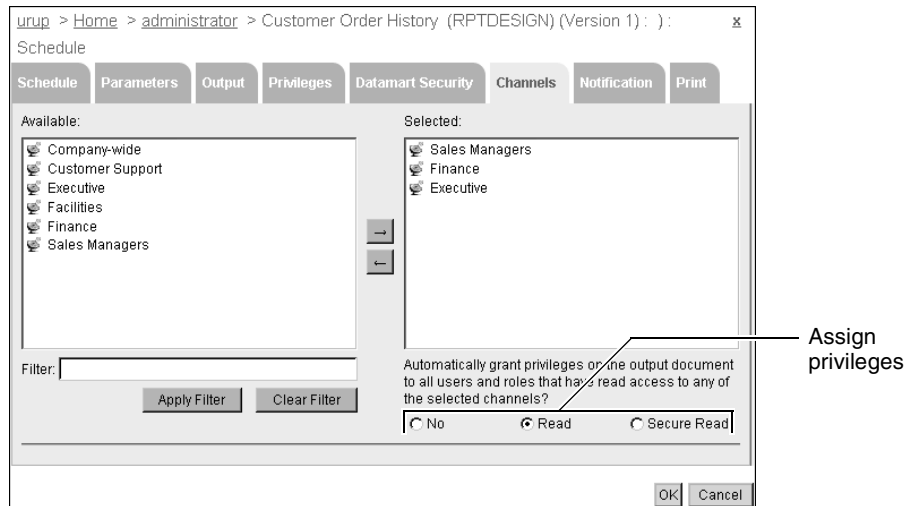 urup > Home > administrator > Customer Order History (RPTDESIGN) (Version 1) : ) :
x
Schedule
Schedule Parameters Output Privileges Datamart Security Channels Notification Print
Available:
Company-wide
Customer Support
Executive
Facilities
Finance
Sales Managers
Filter:
Apply Filter Clear Filter
→
←
Selected:
Sales Managers
Finance
Executive
Automatically grant privileges on the output document
to all users and roles that have read access to any of
the selected channels?
No Read Secure Read
OK Cancel
Assign
privileges